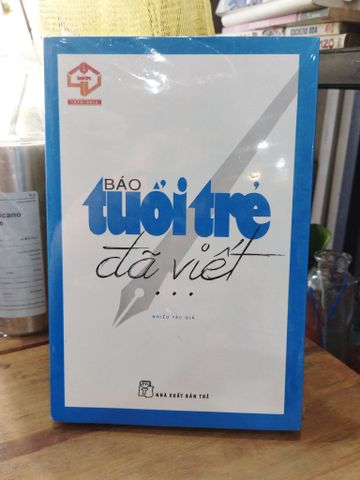 BÁO
tuổi trẻ
đã viết
...
NHIỀU TÁC GIẢ
NHÀ XUẤT BẢN TRẺ